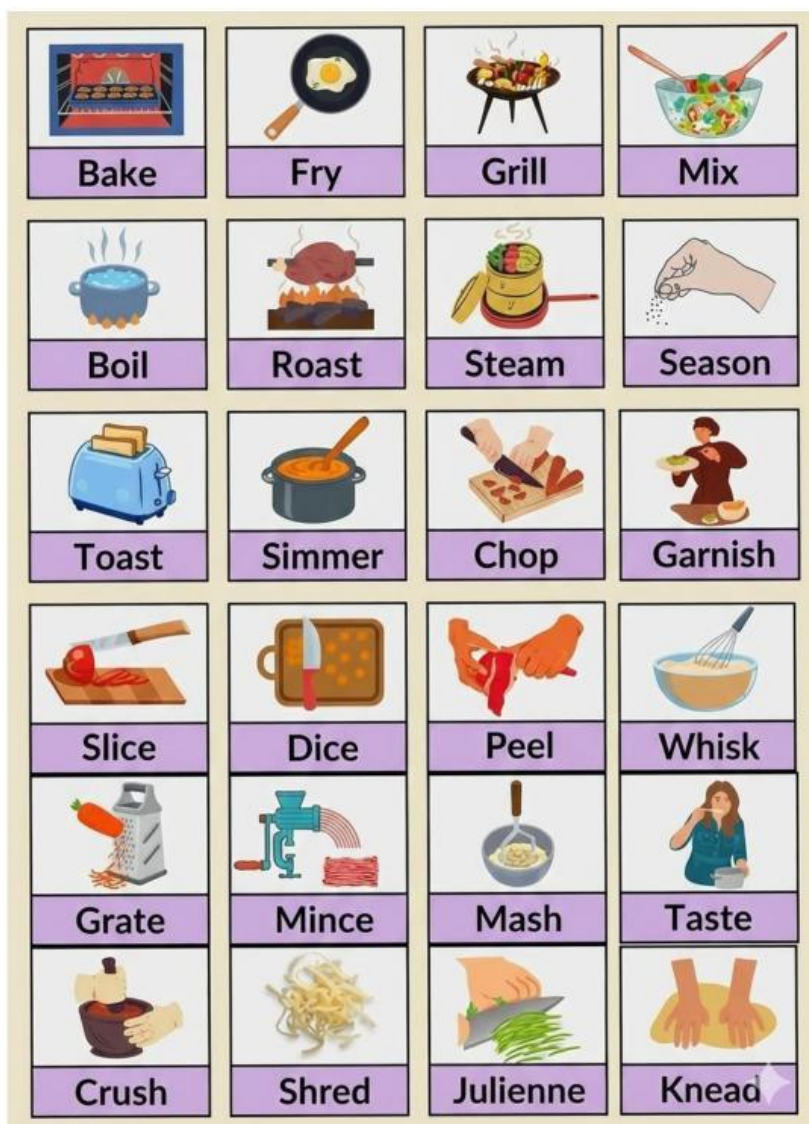 Bake
Fry
Grill
Mix
Boil
Roast
Steam
Season
Toast
Simmer
Chop
Garnish
Slice
Dice
Peel
Whisk
Grate
Mince
Mash
Taste
Crush
Shred
Julienne
Knead